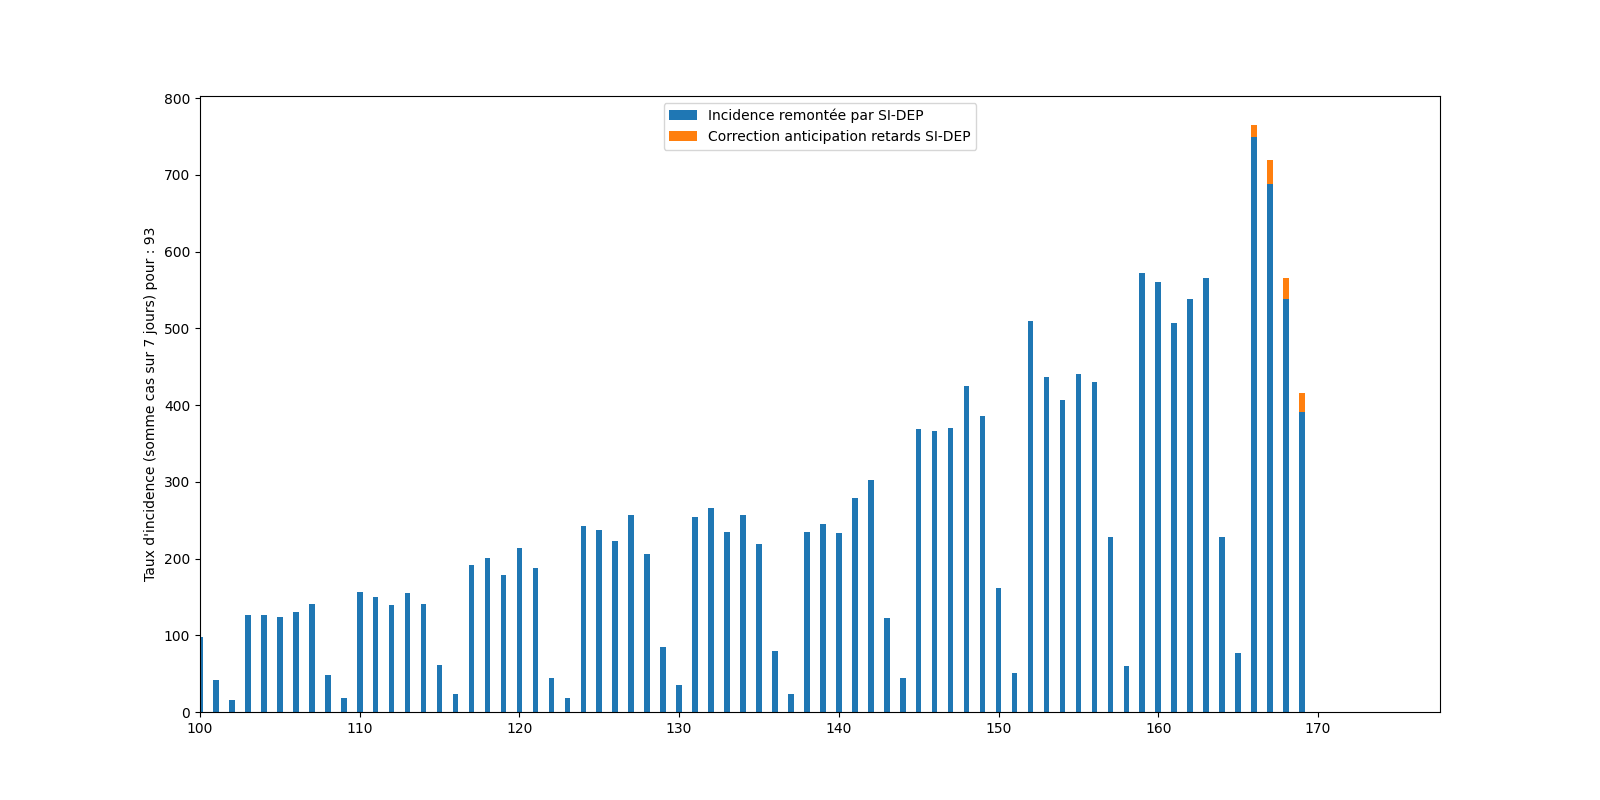 Taux d'incidence (somme cas sur 7 jours) pour : 93
800
700
600
500
400
300
200
100
0
Incidence remontée par SI-DEP
Correction anticipation retards SI-DEP
100 110 120 130 140 150 160 170